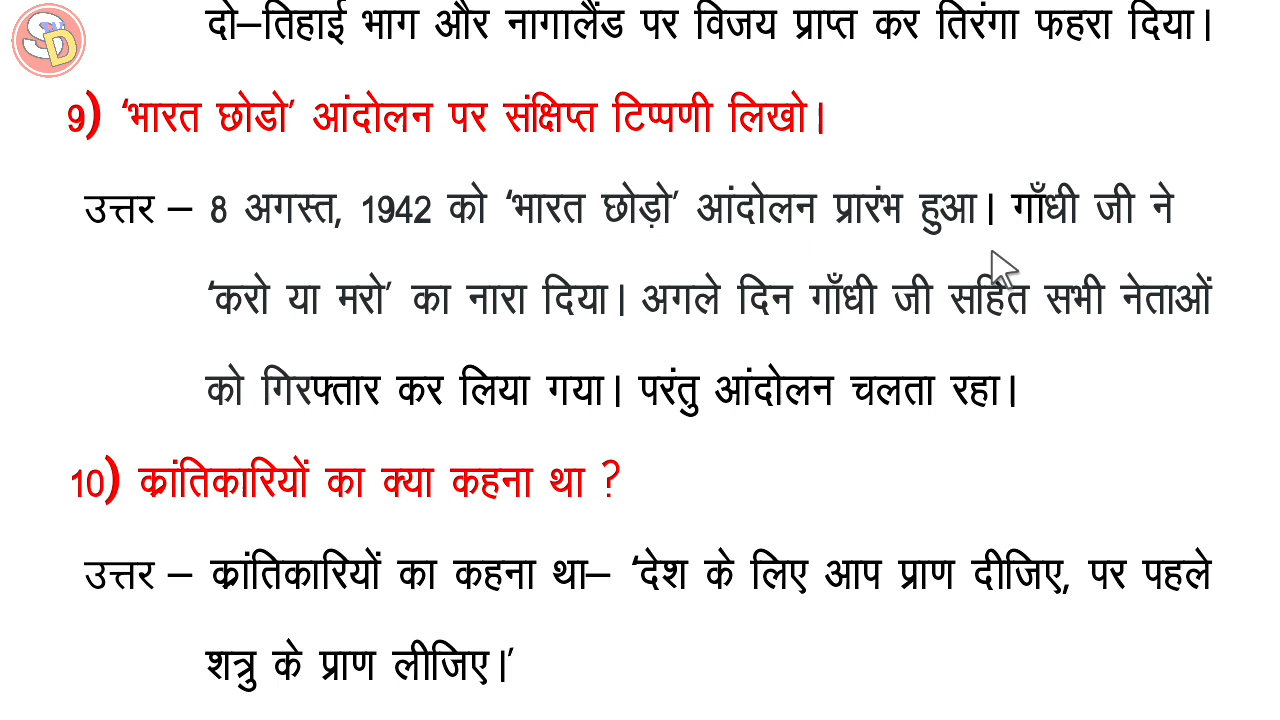 SD
दो–तिहाई भाग और नागालैंड पर विजय प्राप्त कर तिरंगा फहरा दिया।
9) ‘भारत छोडो’ आंदोलन पर संक्षिप्त टिप्पणी लिखो।
उत्तर – 8 अगस्त, 1942 को ‘भारत छोड़ो’ आंदोलन प्रारंभ हुआ। गाँधी जी ने
‘करो या मरो’ का नारा दिया। अगले दिन गाँधी जी सहित सभी नेताओं
को गिरफ्तार कर लिया गया। परंतु आंदोलन चलता रहा।
10) क्रांतिकारियों का क्या कहना था ?
उत्तर – क्रांतिकारियों का कहना था– ‘देश के लिए आप प्राण दीजिए, पर पहले
शत्रु के प्राण लीजिए।’